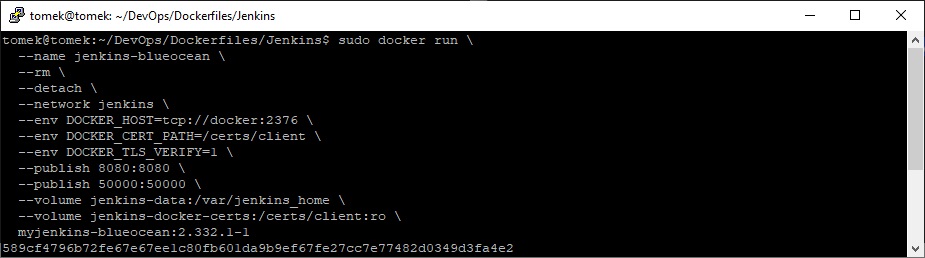 tomek@tomek: ~/DevOps/Dockerfiles/Jenkins
tomek@tomek:~/DevOps/Dockerfiles/Jenkins$ sudo docker run \
--name jenkins-blueocean \
--rm \
--detach \
--network jenkins \
--env DOCKER_HOST=tcp://docker:2376 \
--env DOCKER_CERT_PATH=/certs/client \
--env DOCKER_TLS_VERIFY=1 \
--publish 8080:8080 \
--publish 50000:50000 \
--volume jenkins-data:/var/jenkins_home \
--volume jenkins-docker-certs:/certs/client:ro \
myjenkins-blueocean:2.332.1-1
589cf4796b72fe67e67ee1c80fb601da9b9ef67fe27cc7e77482d0349d3fa4e2